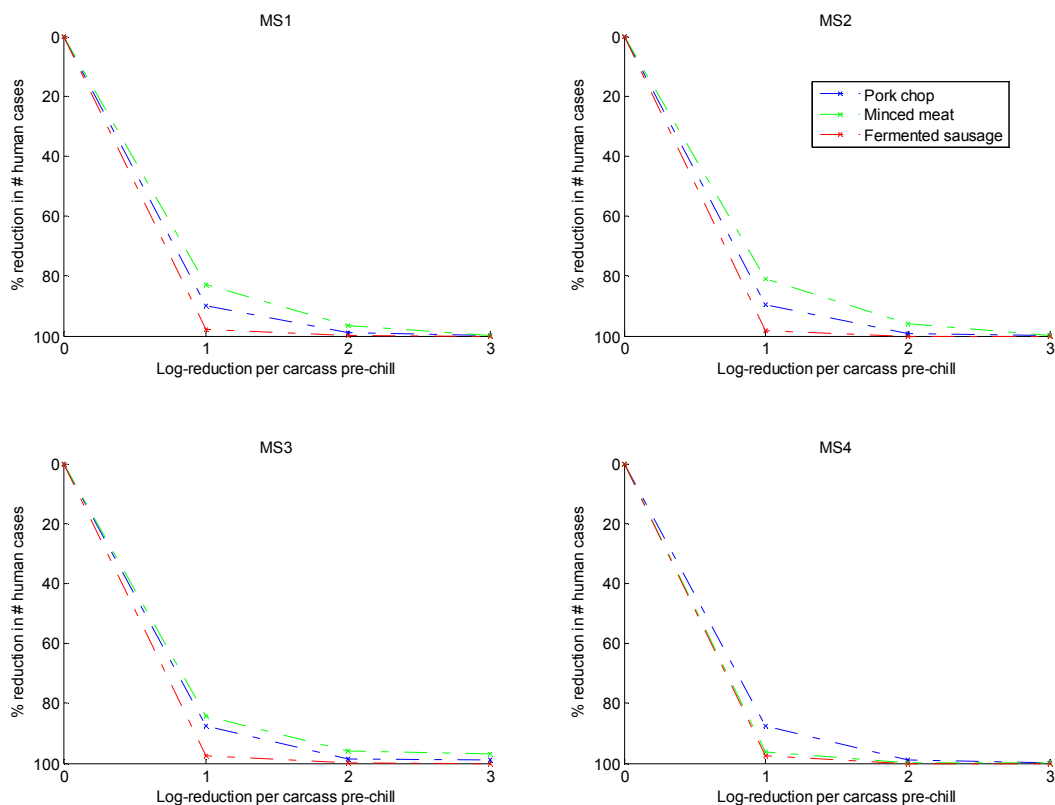 MS1
0
20
40
60
80
100
% reduction in # human cases
0 1 2 3
Log-reduction per carcass pre-chill
MS2
0
20
40
60
80
100
% reduction in # human cases
Pork chop
Minced meat
Fermented sausage
0 1 2 3
Log-reduction per carcass pre-chill
MS3
0
20
40
60
80
100
% reduction in # human cases
0 1 2 3
Log-reduction per carcass pre-chill
MS4
0
20
40
60
80
100
% reduction in # human cases
0 1 2 3
Log-reduction per carcass pre-chill